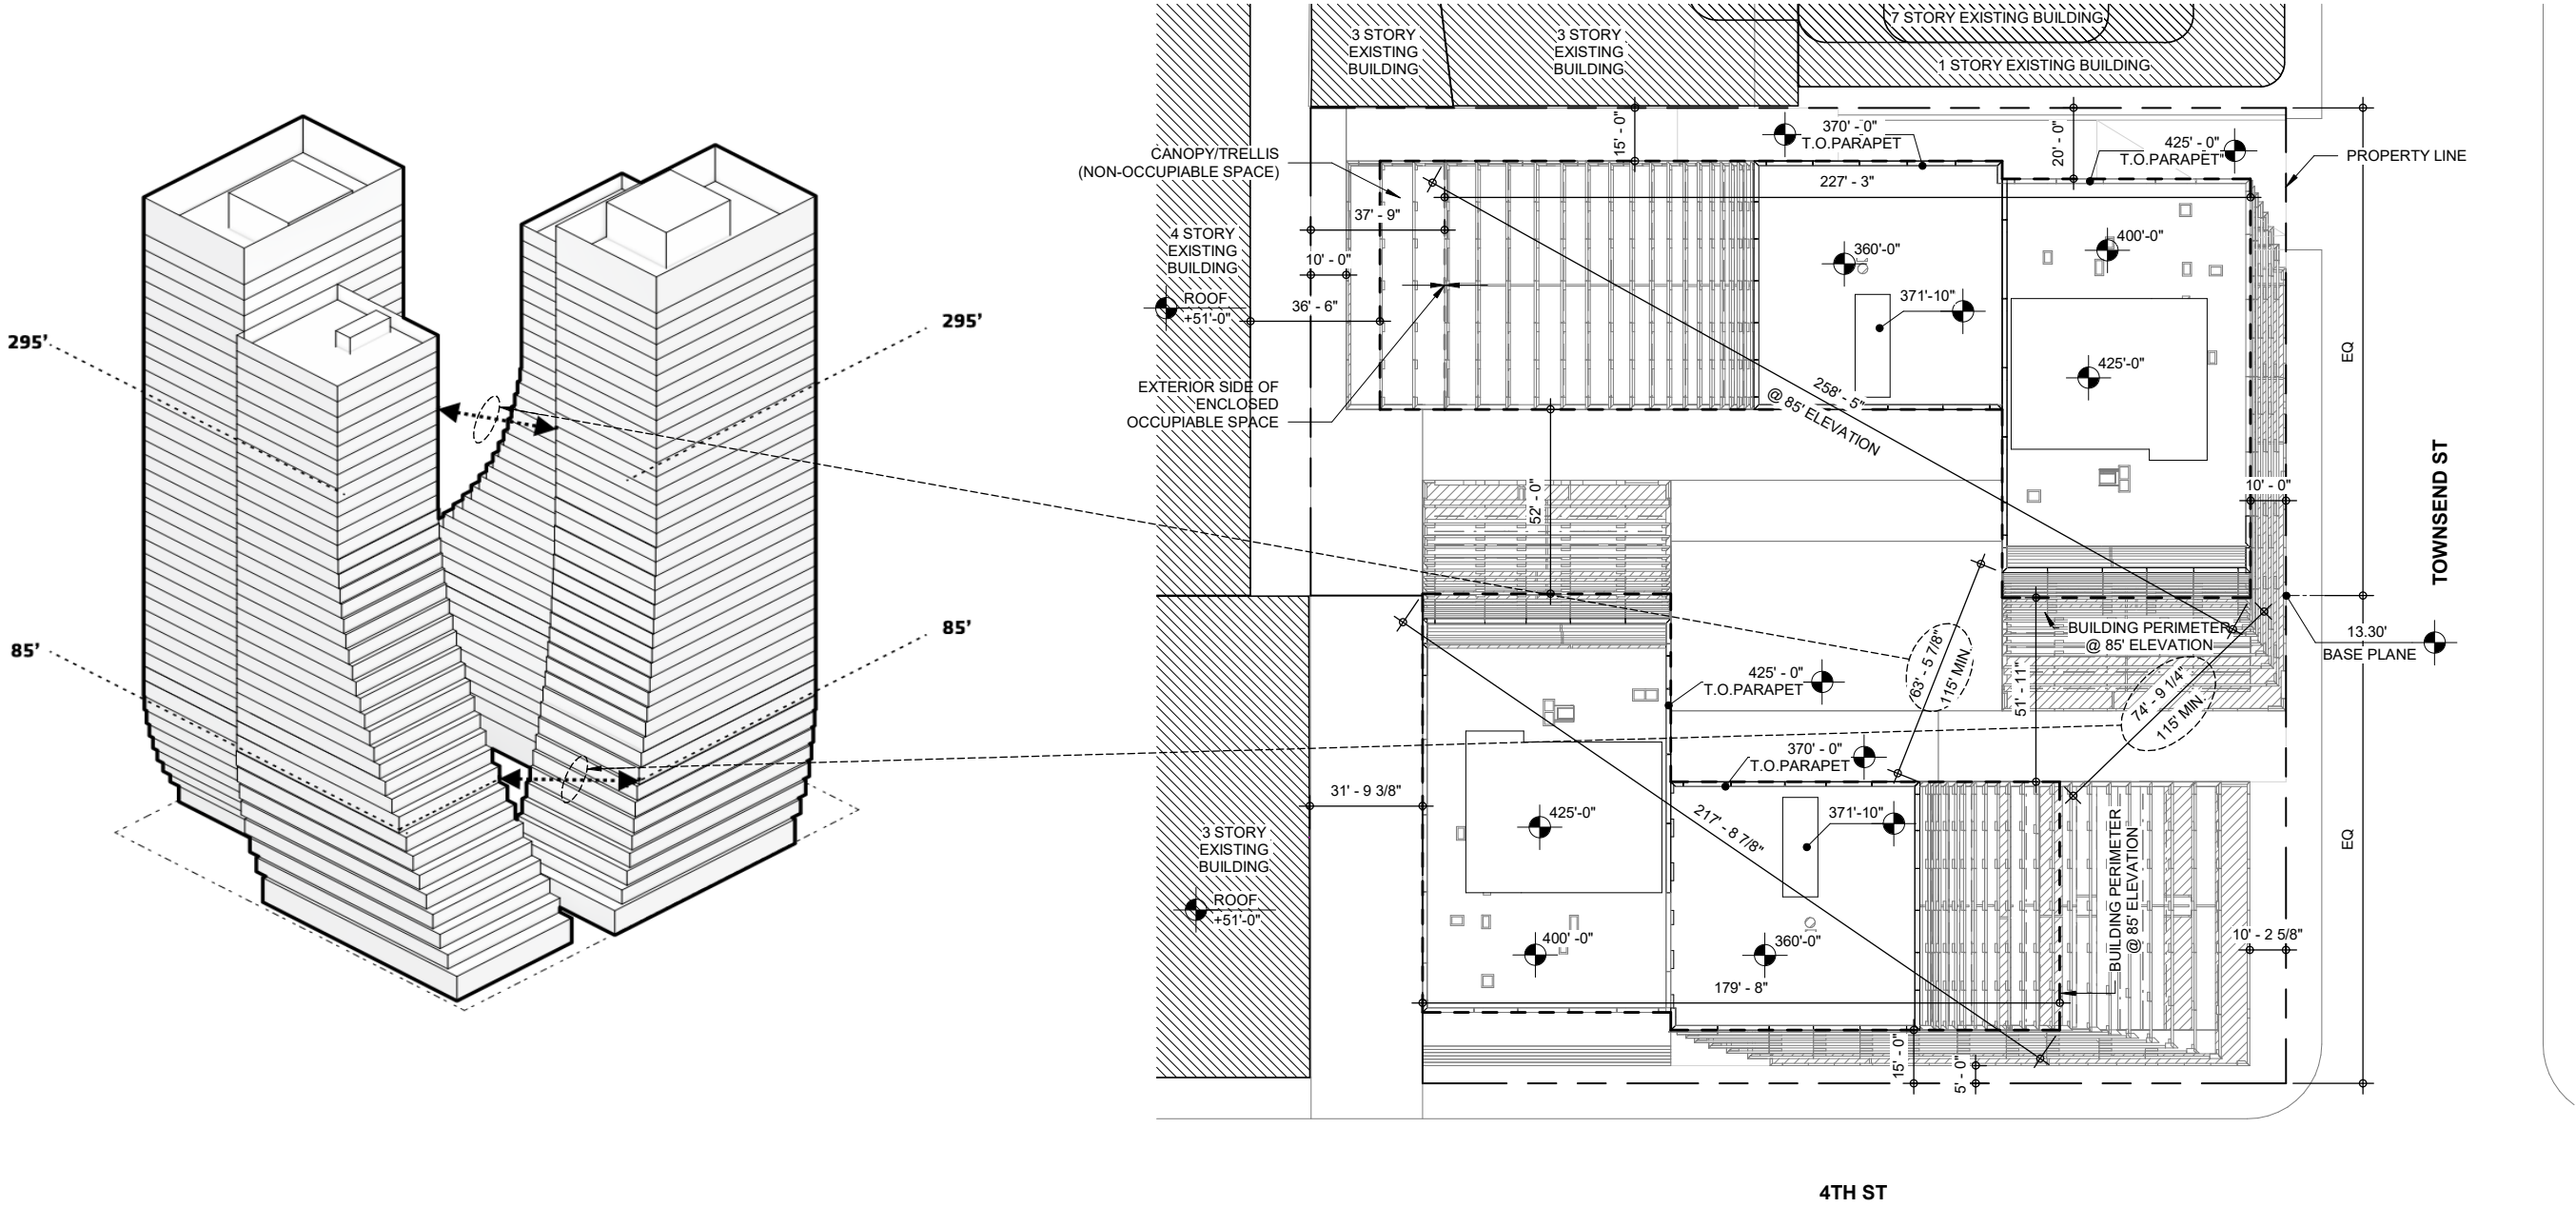 295'
85'
295'
85'
3 STORY
EXISTING
BUILDING
3 STORY
EXISTING
BUILDING
7 STORY EXISTING BUILDING
1 STORY EXISTING BUILDING
CANOPY/TRELLIS
(NON-OCCUPIABLE SPACE)
15' - 0"
370' - 0"
T.O.PARAPET
20' - 0"
425' - 0"
T.O.PARAPET
PROPERTY LINE
227' - 3"
37' - 9"
4 STORY
EXISTING
BUILDING
10' - 0"
ROOF
+51'-0"
36' - 6"
360'-0"
371'-10"
400'-0"
425'-0"
EQ
EXTERIOR SIDE OF
ENCLOSED
OCCUPIABLE SPACE
258' - 5"
@ 85' ELEVATION
52' - 0"
10' - 0"
TOWNSEND ST
BUILDING PERIMETER
@ 85' ELEVATION
13.30'
BASE PLANE
63' - 5 7/8"
115' MIN.
51' - 11"
74' - 9 1/4"
115' MIN.
425' - 0"
T.O.PARAPET
370' - 0"
T.O.PARAPET
31' - 9 3/8"
3 STORY
EXISTING
BUILDING
ROOF
+51'-0"
425'-0"
217' - 8 7/8"
371'-10"
BUILDING PERIMETER
@ 85' ELEVATION
EQ
400' -0"
360'-0"
10' - 2 5/8"
179' - 8"
15' - 0"
5' - 0"
4TH ST